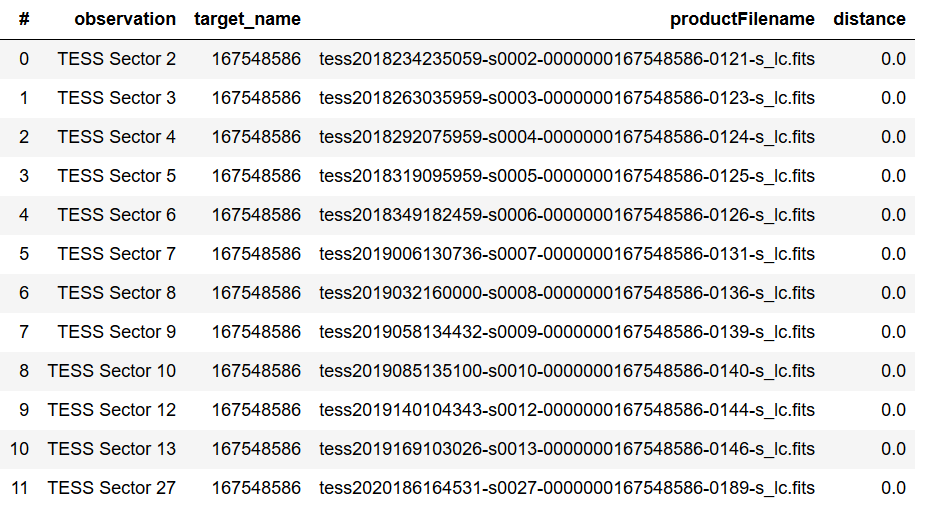 # observation target_name productFilename distance
0 TESS Sector 2 167548586 tess2018234235059-s0002-0000000167548586-0121-s_lc.fits 0.0
1 TESS Sector 3 167548586 tess2018263035959-s0003-0000000167548586-0123-s_lc.fits 0.0
2 TESS Sector 4 167548586 tess2018292075959-s0004-0000000167548586-0124-s_lc.fits 0.0
3 TESS Sector 5 167548586 tess2018319095959-s0005-0000000167548586-0125-s_lc.fits 0.0
4 TESS Sector 6 167548586 tess2018349182459-s0006-0000000167548586-0126-s_lc.fits 0.0
5 TESS Sector 7 167548586 tess2019006130736-s0007-0000000167548586-0131-s_lc.fits 0.0
6 TESS Sector 8 167548586 tess2019032160000-s0008-0000000167548586-0136-s_lc.fits 0.0
7 TESS Sector 9 167548586 tess2019058134432-s0009-0000000167548586-0139-s_lc.fits 0.0
8 TESS Sector 10 167548586 tess2019085135100-s0010-0000000167548586-0140-s_lc.fits 0.0
9 TESS Sector 12 167548586 tess2019140104343-s0012-0000000167548586-0144-s_lc.fits 0.0
10 TESS Sector 13 167548586 tess2019169103026-s0013-0000000167548586-0146-s_lc.fits 0.0
11 TESS Sector 27 167548586 tess2020186164531-s0027-0000000167548586-0189-s_lc.fits 0.0